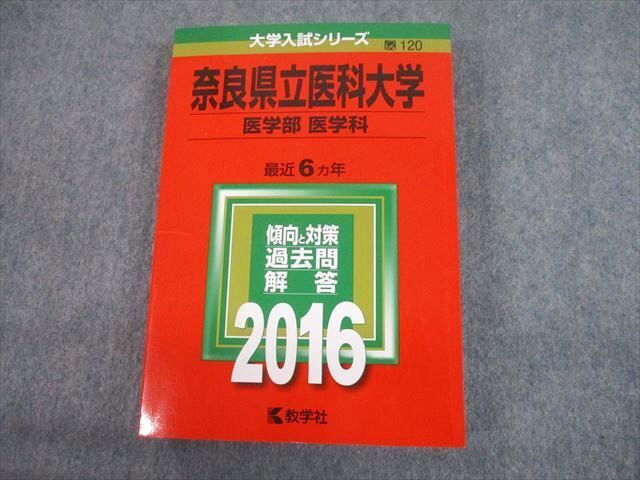 大学入試シリーズ
120
奈良県立医科大学
医学部 医学科
最近6カ年
傾向と対策
過去問
解答
2016
教学社